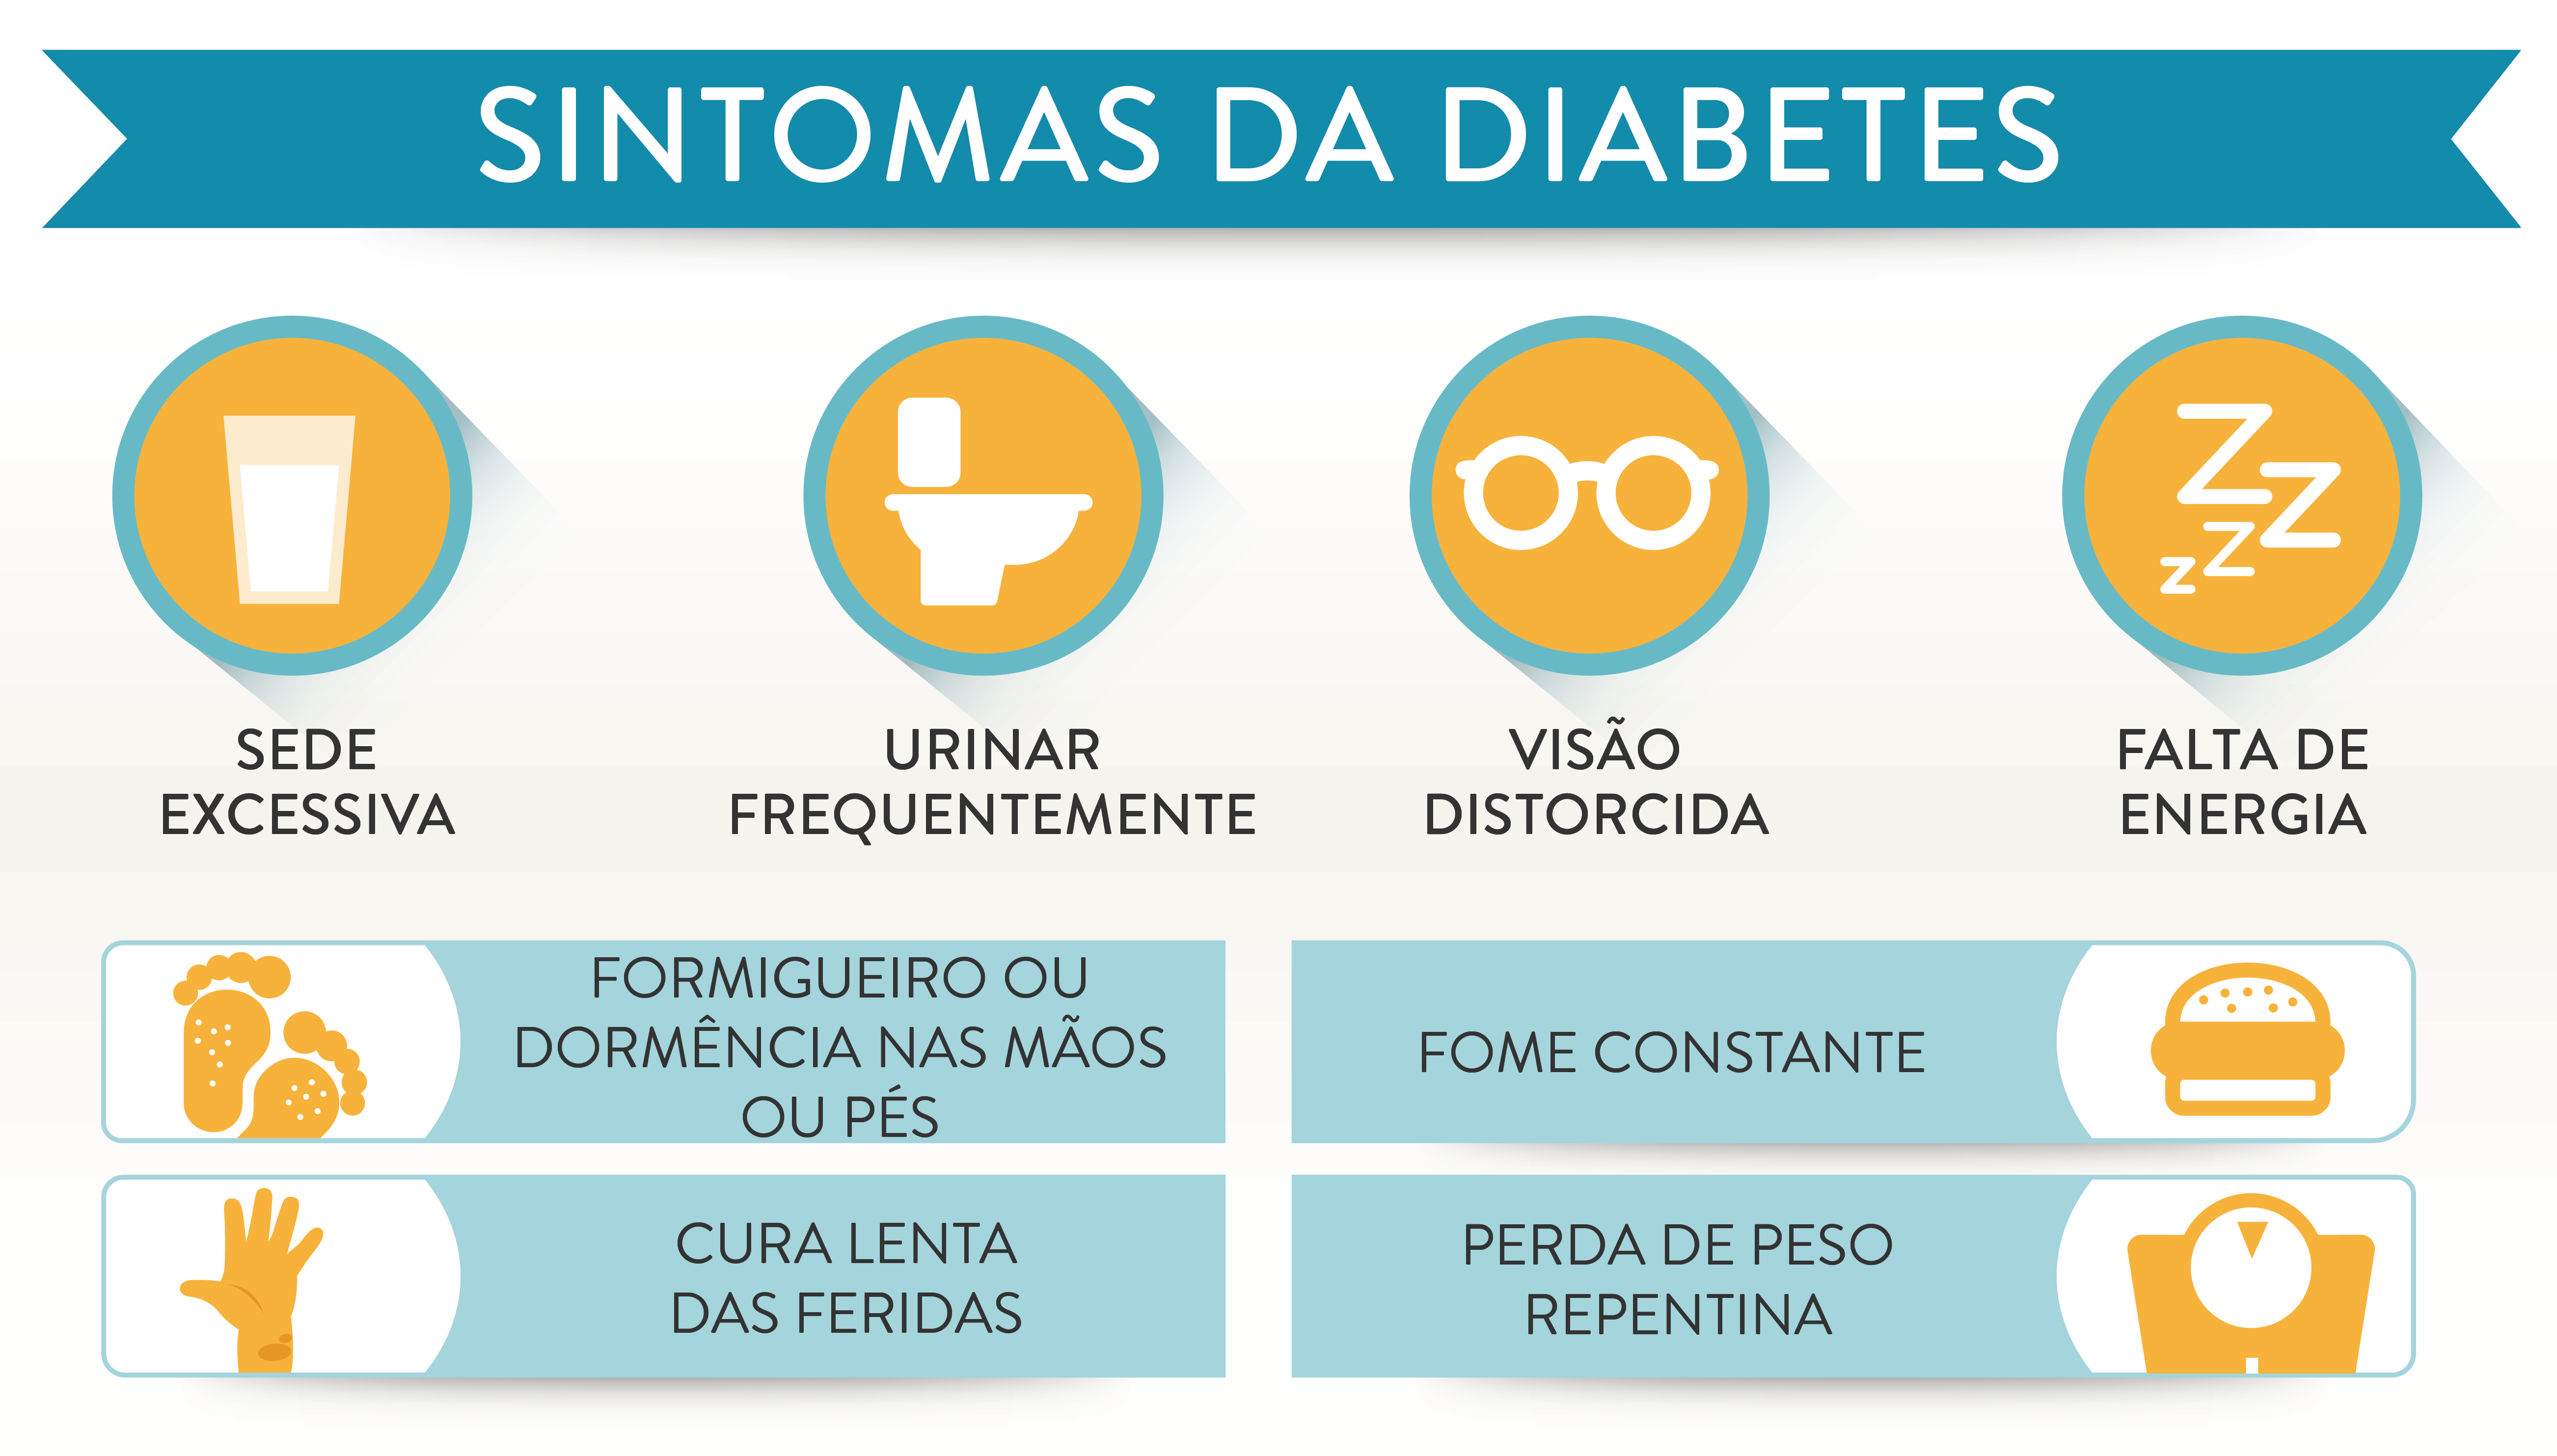 SINTOMAS DA DIABETES
SEDE
EXCESSIVA
URINAR
FREQUENTEMENTE
VISÃO
DISTORCIDA
FALTA DE
ENERGIA
FORMIGUEIRO OU
DORMÊNCIA NAS MÃOS
OU PÉS
FOME CONSTANTE
CURA LENTA
DAS FERIDAS
PERDA DE PESO
REPENTINA